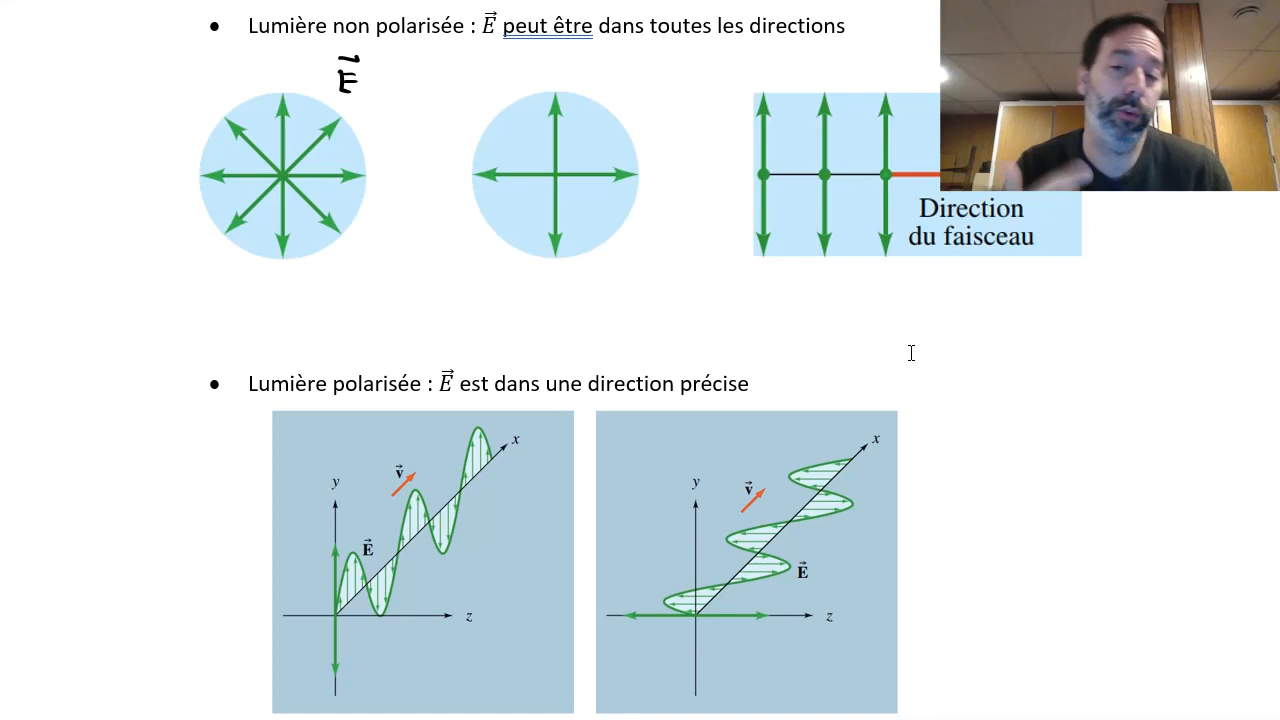 • Lumière non polarisée : E⃗ peut être dans toutes les directions
E⃗
Direction
du faisceau
• Lumière polarisée : E⃗ est dans une direction précise
y
x
v⃗
E⃗
z
y
x
v⃗
E⃗
z